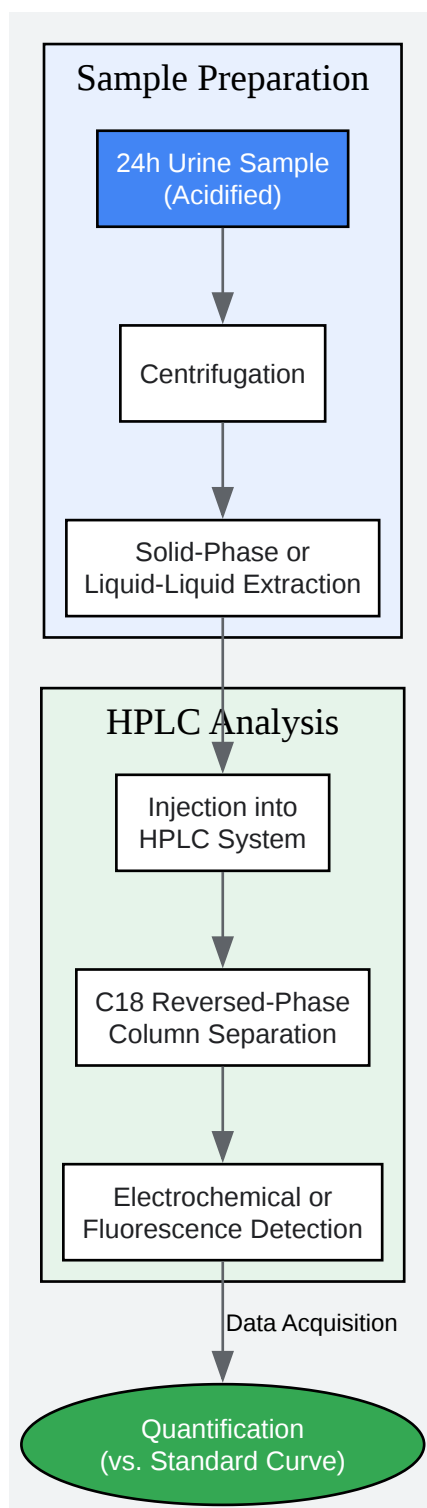 Sample Preparation
24h Urine Sample
(Acidified)
Centrifugation
Solid-Phase or
Liquid-Liquid Extraction
HPLC Analysis
Injection into
HPLC System
C18 Reversed-Phase
Column Separation
Electrochemical or
Fluorescence Detection
Data Acquisition
Quantification
(vs. Standard Curve)